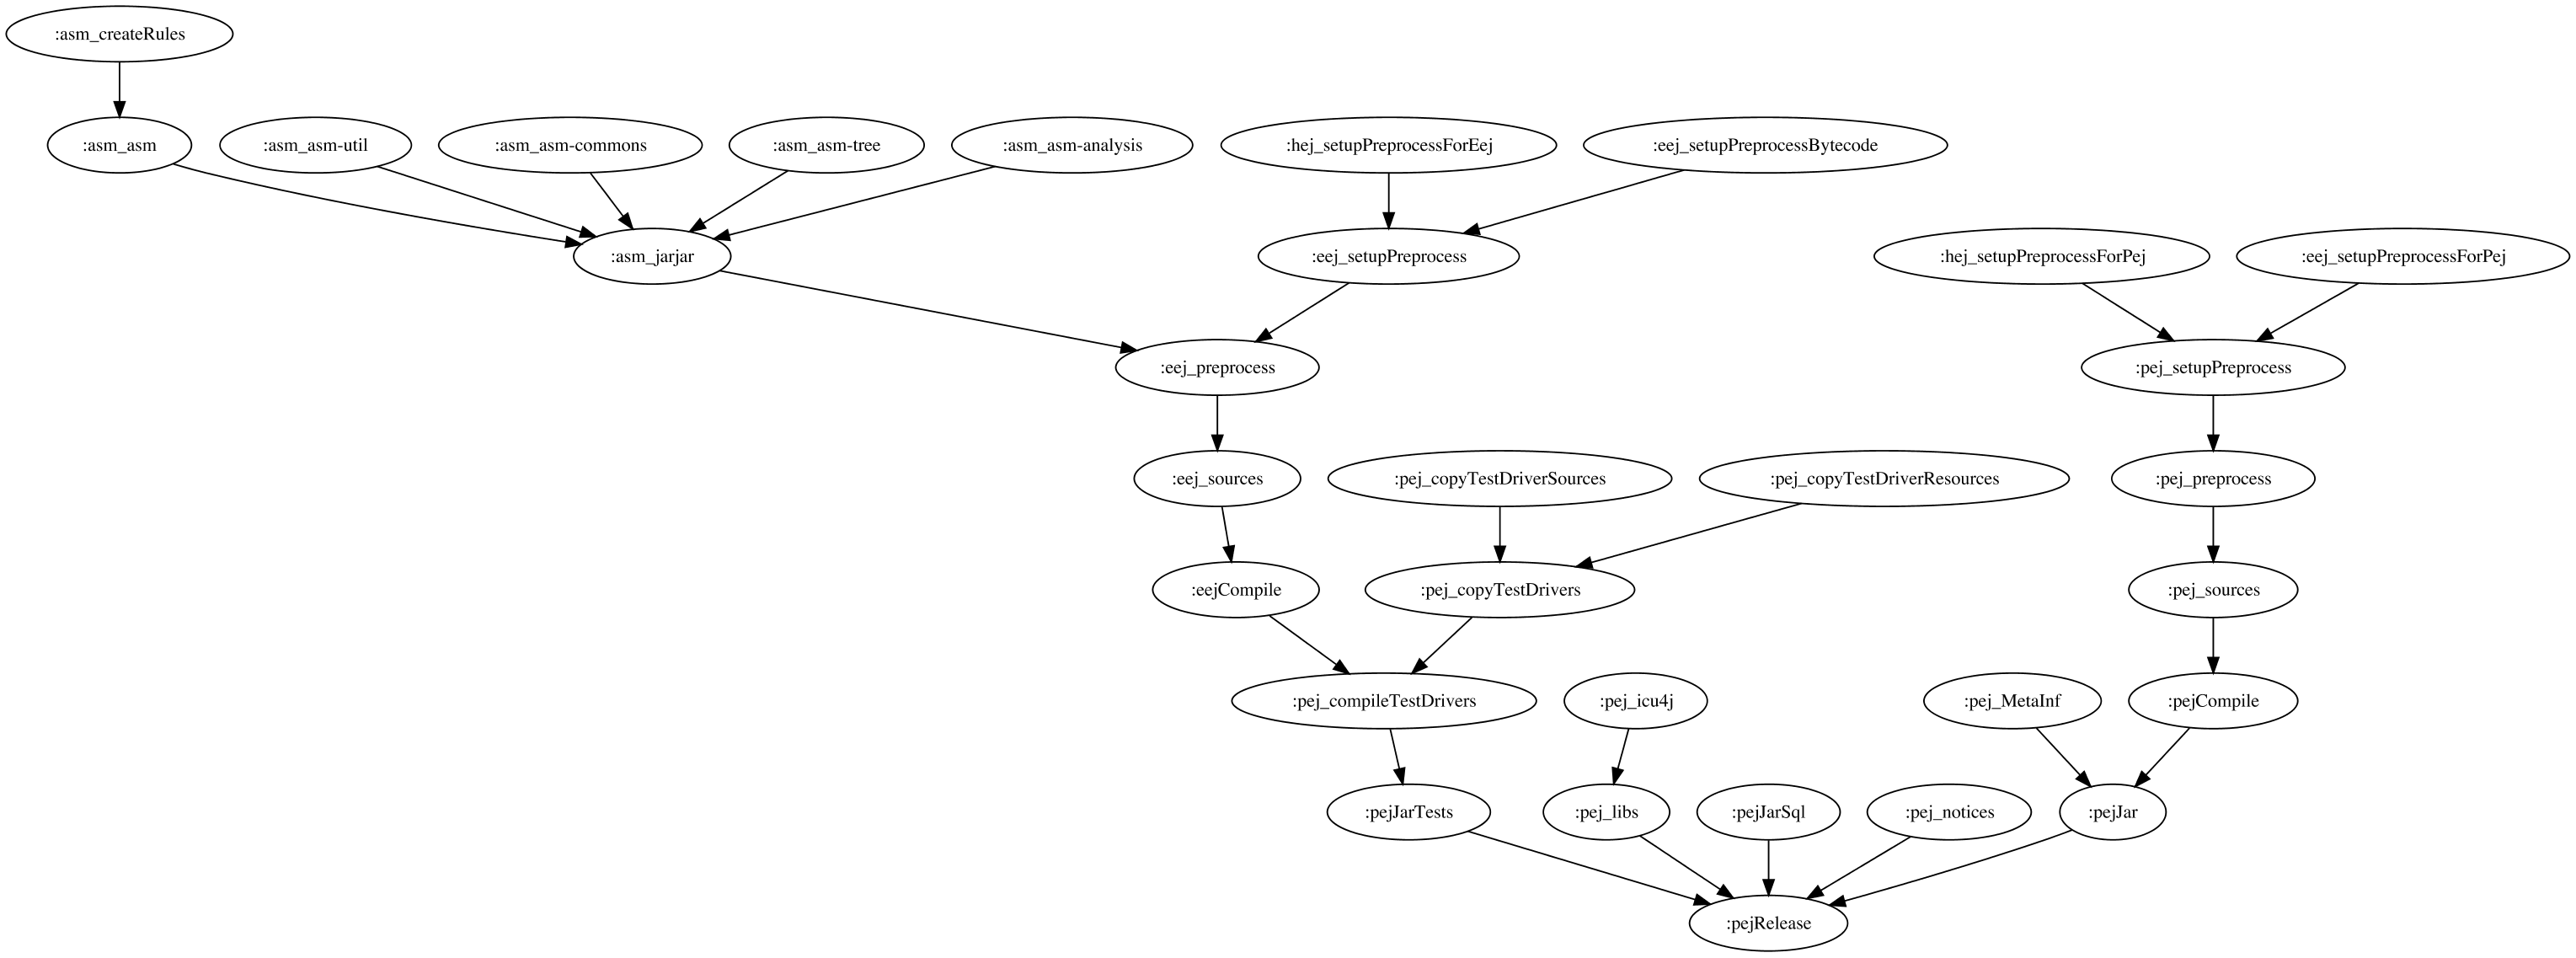 :asm_createRules
:asm_asm
:asm_asm-util
:asm_asm-commons
:asm_asm-tree
:asm_asm-analysis
:hej_setupPreprocessForEej
:eej_setupPreprocessBytecode
:asm_jarjar
:eej_setupPreprocess
:hej_setupPreprocessForPej
:eej_setupPreprocessForPej
:eej_preprocess
:pej_setupPreprocess
:eej_sources
:pej_copyTestDriverSources
:pej_copyTestDriverResources
:pej_preprocess
:eejCompile
:pej_copyTestDrivers
:pej_sources
:pej_compileTestDrivers
:pej_icu4j
:pej_MetaInf
:pejCompile
:pejJarTests
:pej_libs
:pejJarSql
:pej_notices
:pejJar
:pejRelease